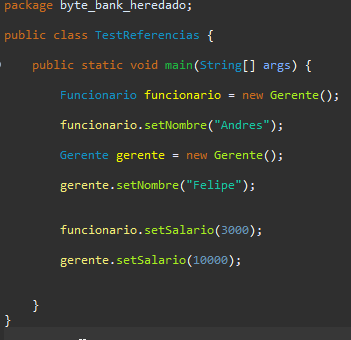 package byte_bank_heredado;
public class TestReferencias {
public static void main(String[] args) {
Funcionario funcionario = new Gerente();
funcionario.setNombre("Andres");
Gerente gerente = new Gerente();
gerente.setNombre("Felipe");
funcionario.setSalario(3000);
gerente.setSalario(10000);
}
}